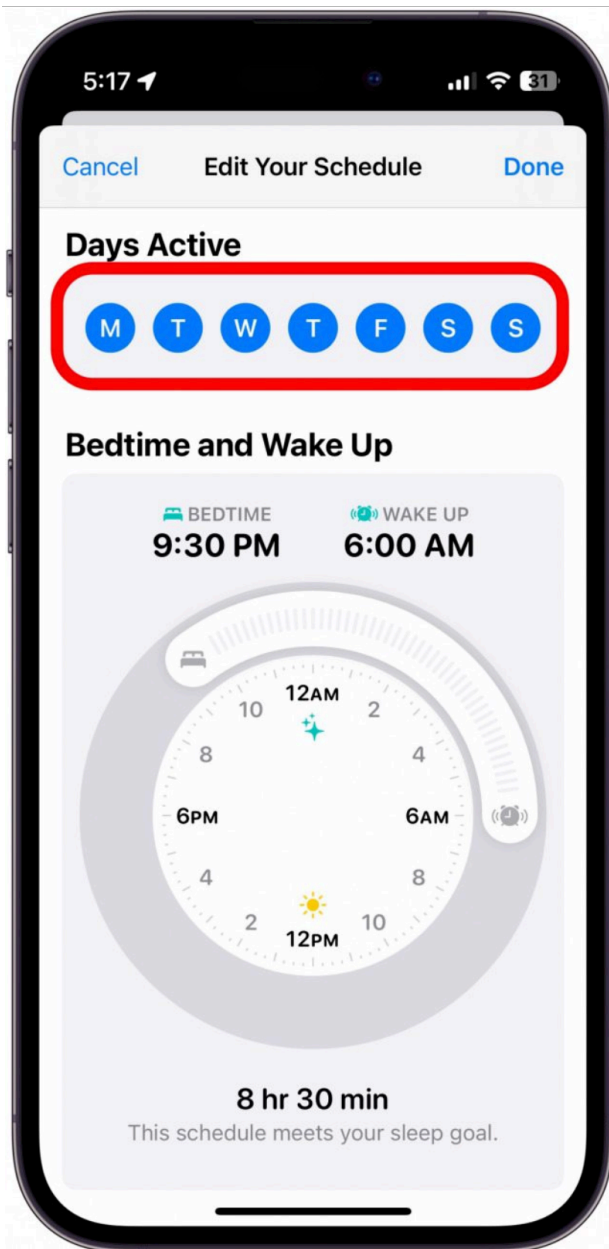 5:17 31
Cancel Edit Your Schedule Done
Days Active
M T W T F S S
Bedtime and Wake Up
BEDTIME WAKE UP
9:30 PM 6:00 AM
12AM
10 2
8 4
6PM 6AM
4 8
2 10
12PM
8 hr 30 min
This schedule meets your sleep goal.